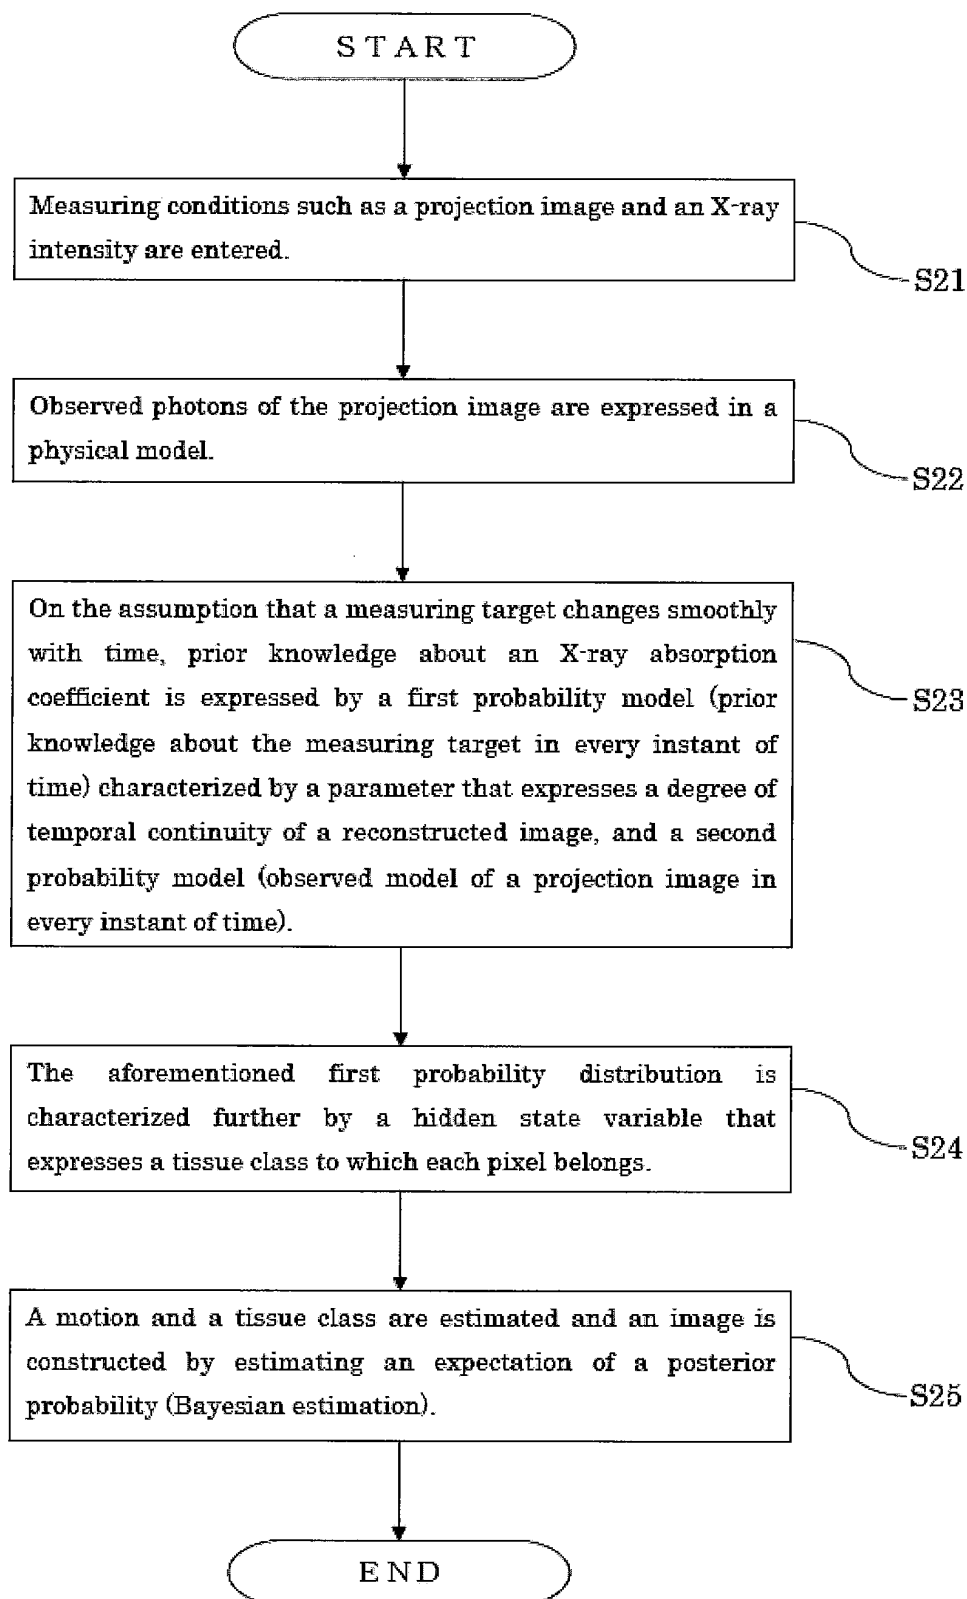 START
Measuring conditions such as a projection image and an X-ray
intensity are entered.
S21
Observed photons of the projection image are expressed in a
physical model.
S22
On the assumption that a measuring target changes smoothly
with time, prior knowledge about an X-ray absorption
coefficient is expressed by a first probability model (prior
knowledge about the measuring target in every instant of
time) characterized by a parameter that expresses a degree of
temporal continuity of a reconstructed image, and a second
probability model (observed model of a projection image in
every instant of time).
S23
The aforementioned first probability distribution is
characterized further by a hidden state variable that
expresses a tissue class to which each pixel belongs.
S24
A motion and a tissue class are estimated and an image is
constructed by estimating an expectation of a posterior
probability (Bayesian estimation).
S25
END